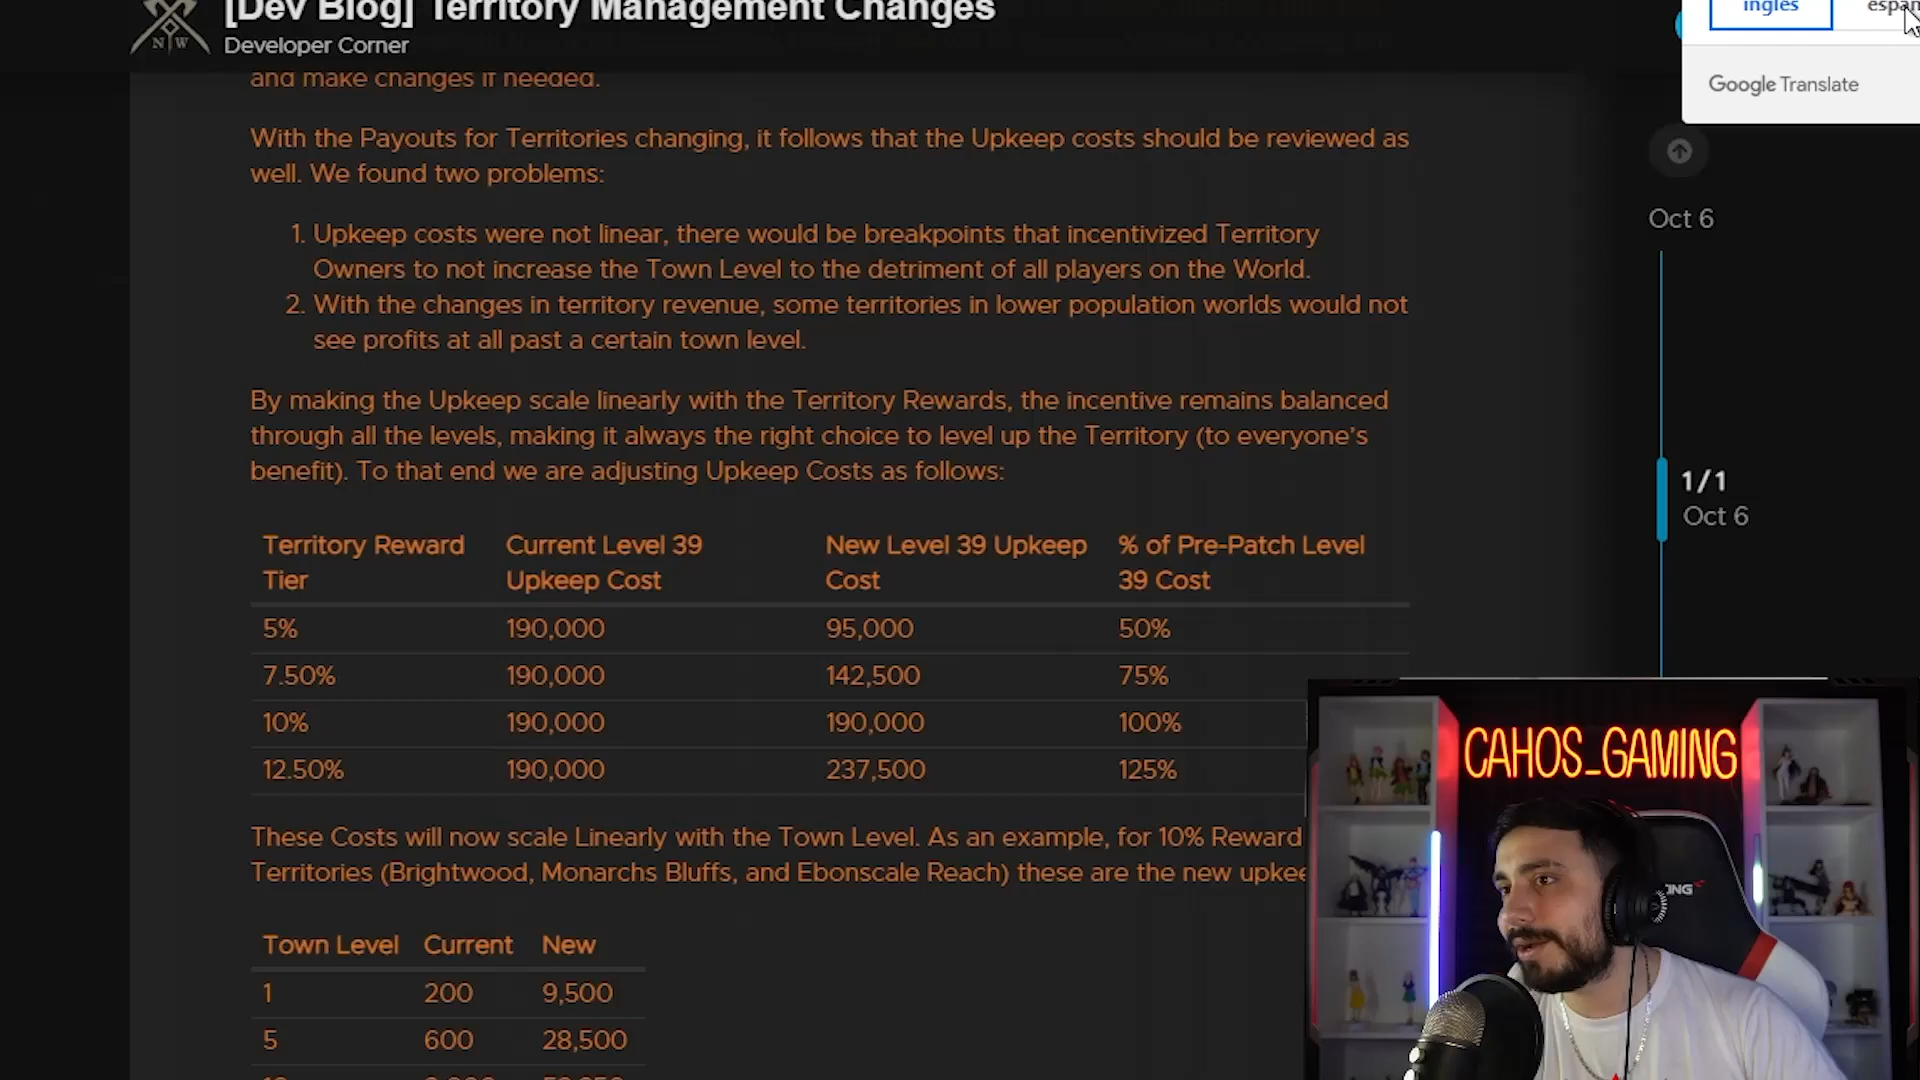 [Dev Blog] Territory Management Changes
Developer Corner
N W
ingles
Google Translate
and make changes if needed.
With the Payouts for Territories changing, it follows that the Upkeep costs should be reviewed as
well. We found two problems:
1. Upkeep costs were not linear, there would be breakpoints that incentivized Territory
Owners to not increase the Town Level to the detriment of all players on the World.
2. With the changes in territory revenue, some territories in lower population worlds would not
see profits at all past a certain town level.
By making the Upkeep scale linearly with the Territory Rewards, the incentive remains balanced
through all the levels, making it always the right choice to level up the Territory (to everyone's
benefit). To that end we are adjusting Upkeep Costs as follows:
Territory Reward Tier Current Level 39 Upkeep Cost New Level 39 Upkeep Cost % of Pre-Patch Level 39 Cost
5% 190,000 95,000 50%
7.50% 190,000 142,500 75%
10% 190,000 190,000 100%
12.50% 190,000 237,500 125%
These Costs will now scale Linearly with the Town Level. As an example, for 10% Reward
Territories (Brightwood, Monarchs Bluffs, and Ebonscale Reach) these are the new
Town Level Current New
1 200 9,500
5 600 28,500
Oct 6
1/1
Oct 6
CAHOS_GAMING